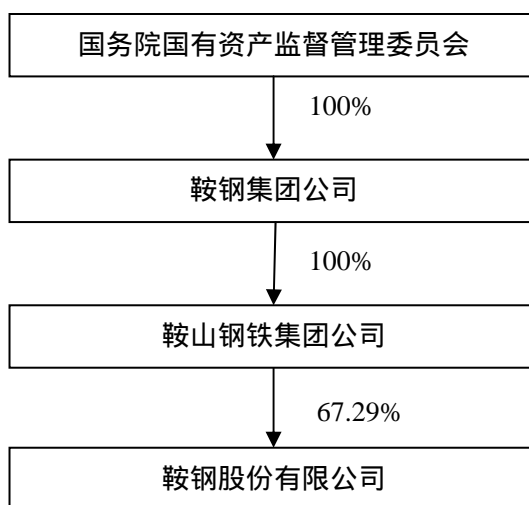 国务院国有资产监督管理委员会
100%
鞍钢集团公司
100%
鞍山钢铁集团公司
67.29%
鞍钢股份有限公司